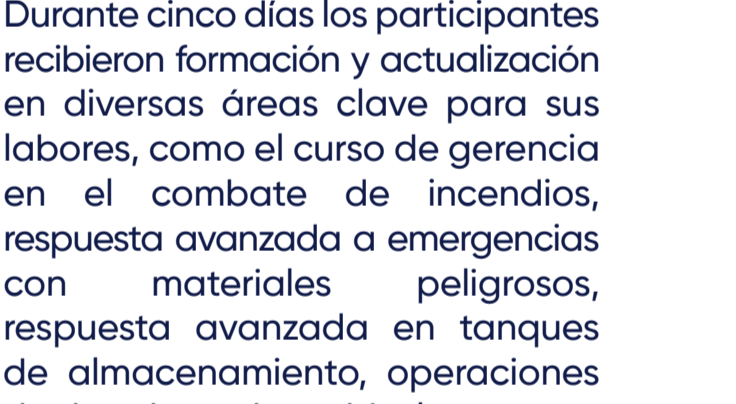 Durante cinco días los participantes
recibieron formación y actualización
en diversas áreas clave para sus
labores, como el curso de gerencia
en el combate de incendios,
respuesta avanzada a emergencias
con materiales peligrosos,
respuesta avanzada en tanques
de almacenamiento, operaciones